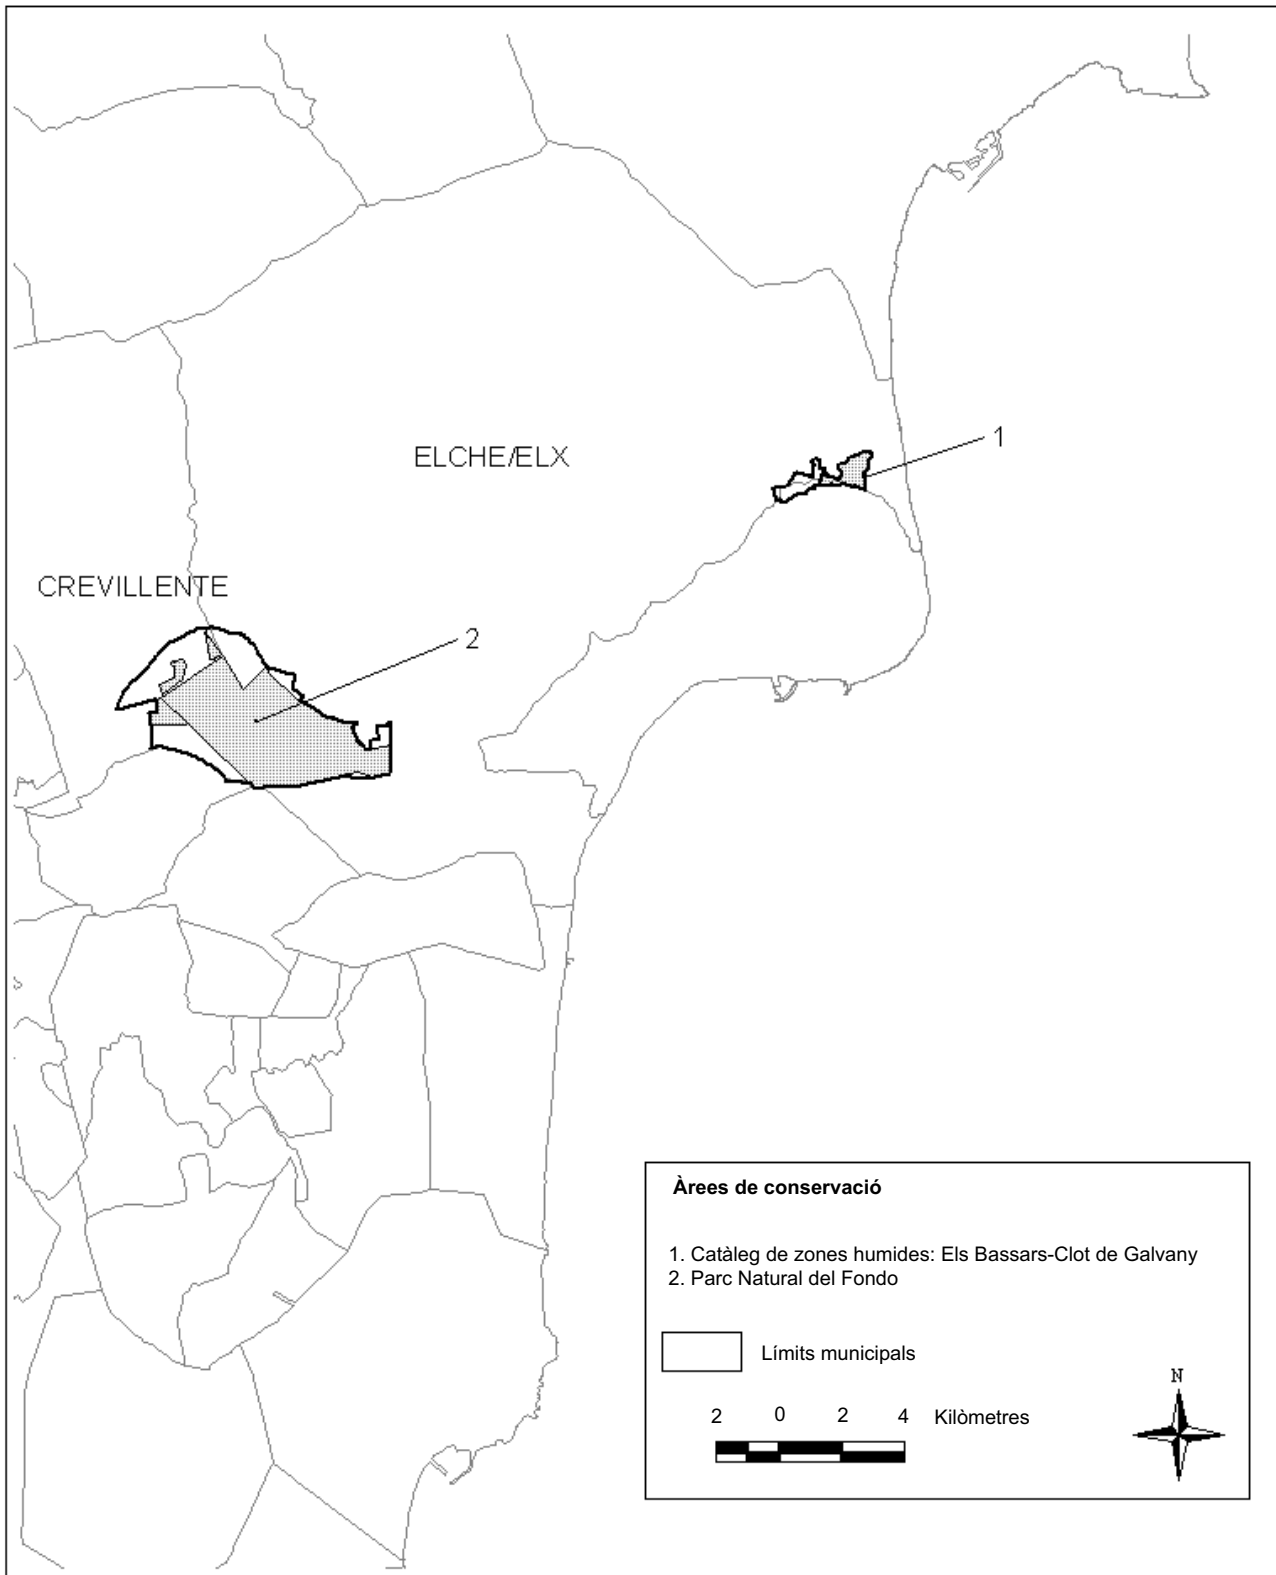 ELCHE/ELX
1
CREVILLENTE
2
Àrees de conservació
1. Catàleg de zones humides: Els Bassars-Clot de Galvany
2. Parc Natural del Fondo
Límits municipals
N
2 0 2 4 Kilòmetres